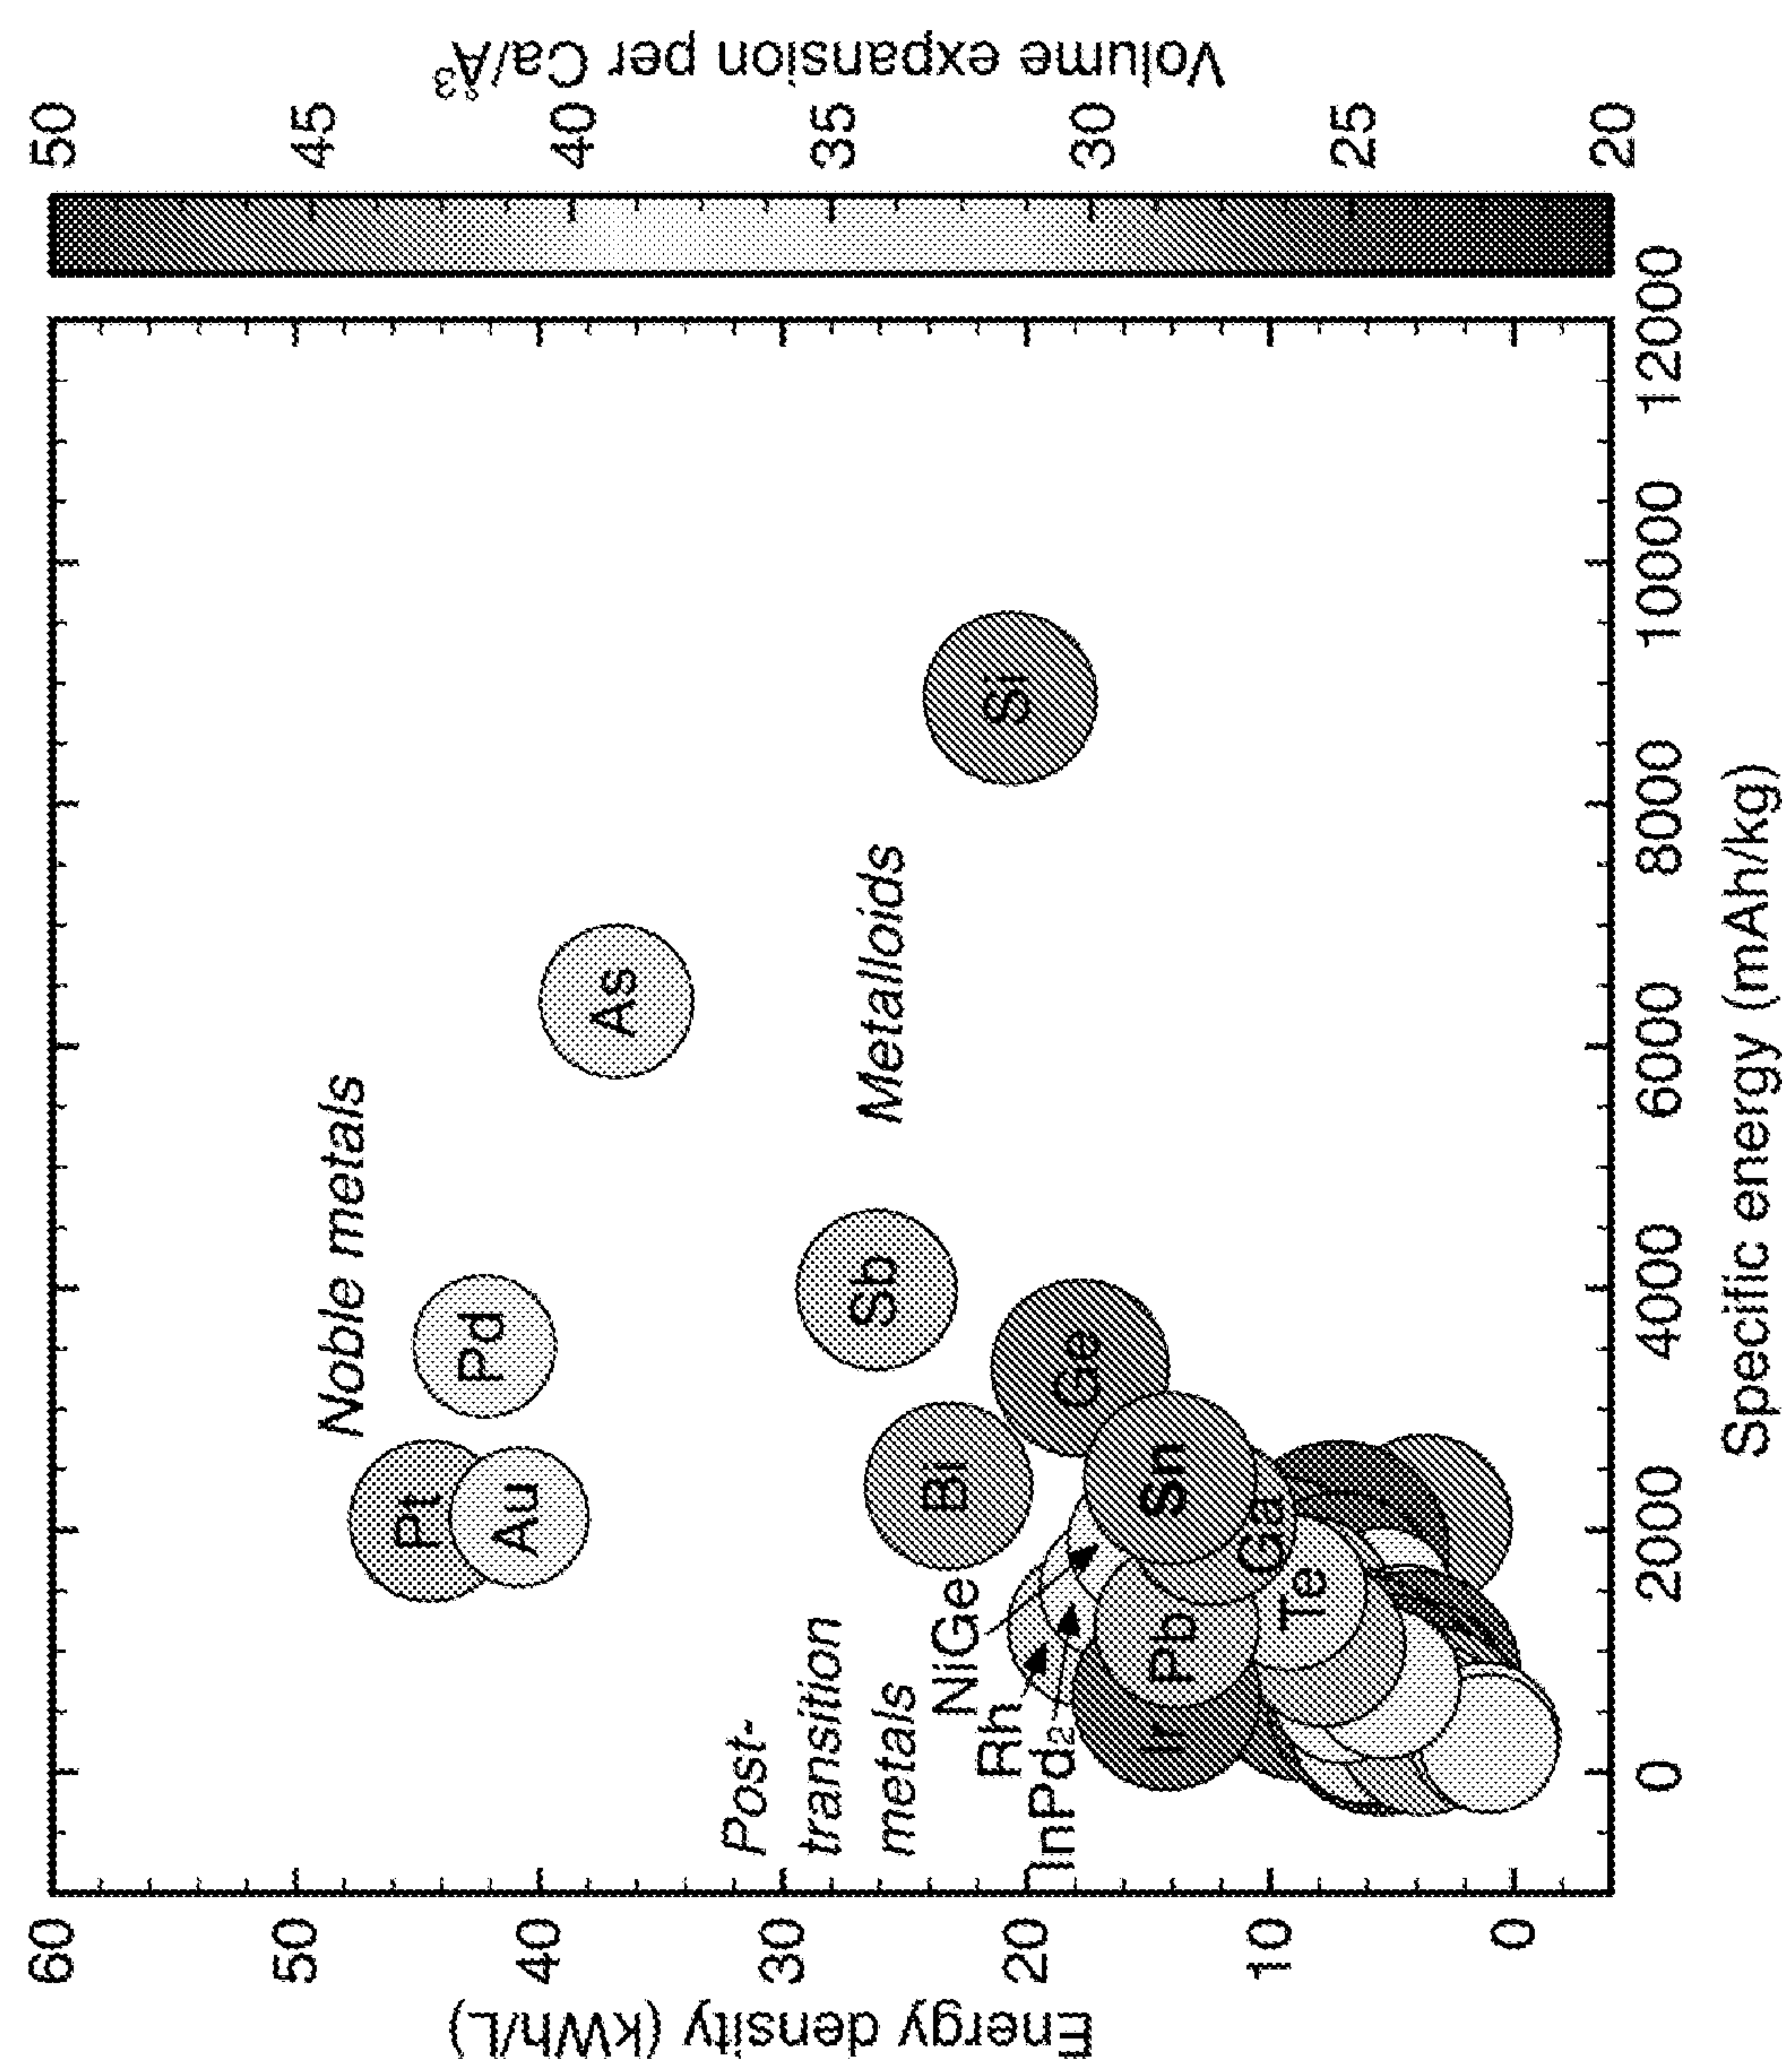 Energy density (kWh/L)
60
50
40
30
20
10
0
0
2000
4000
6000
8000
10000
12000
Specific energy (mAh/kg)
Volume expansion per Ca/Å³
50
45
40
35
30
25
20
Noble metals
Pt
Pd
Au
As
Metalloids
Sb
Si
Post-
transition
metals
Bi
NiGe
Rh
InPd₂
Ge
Sn
Ir
Pb
Ga
Te